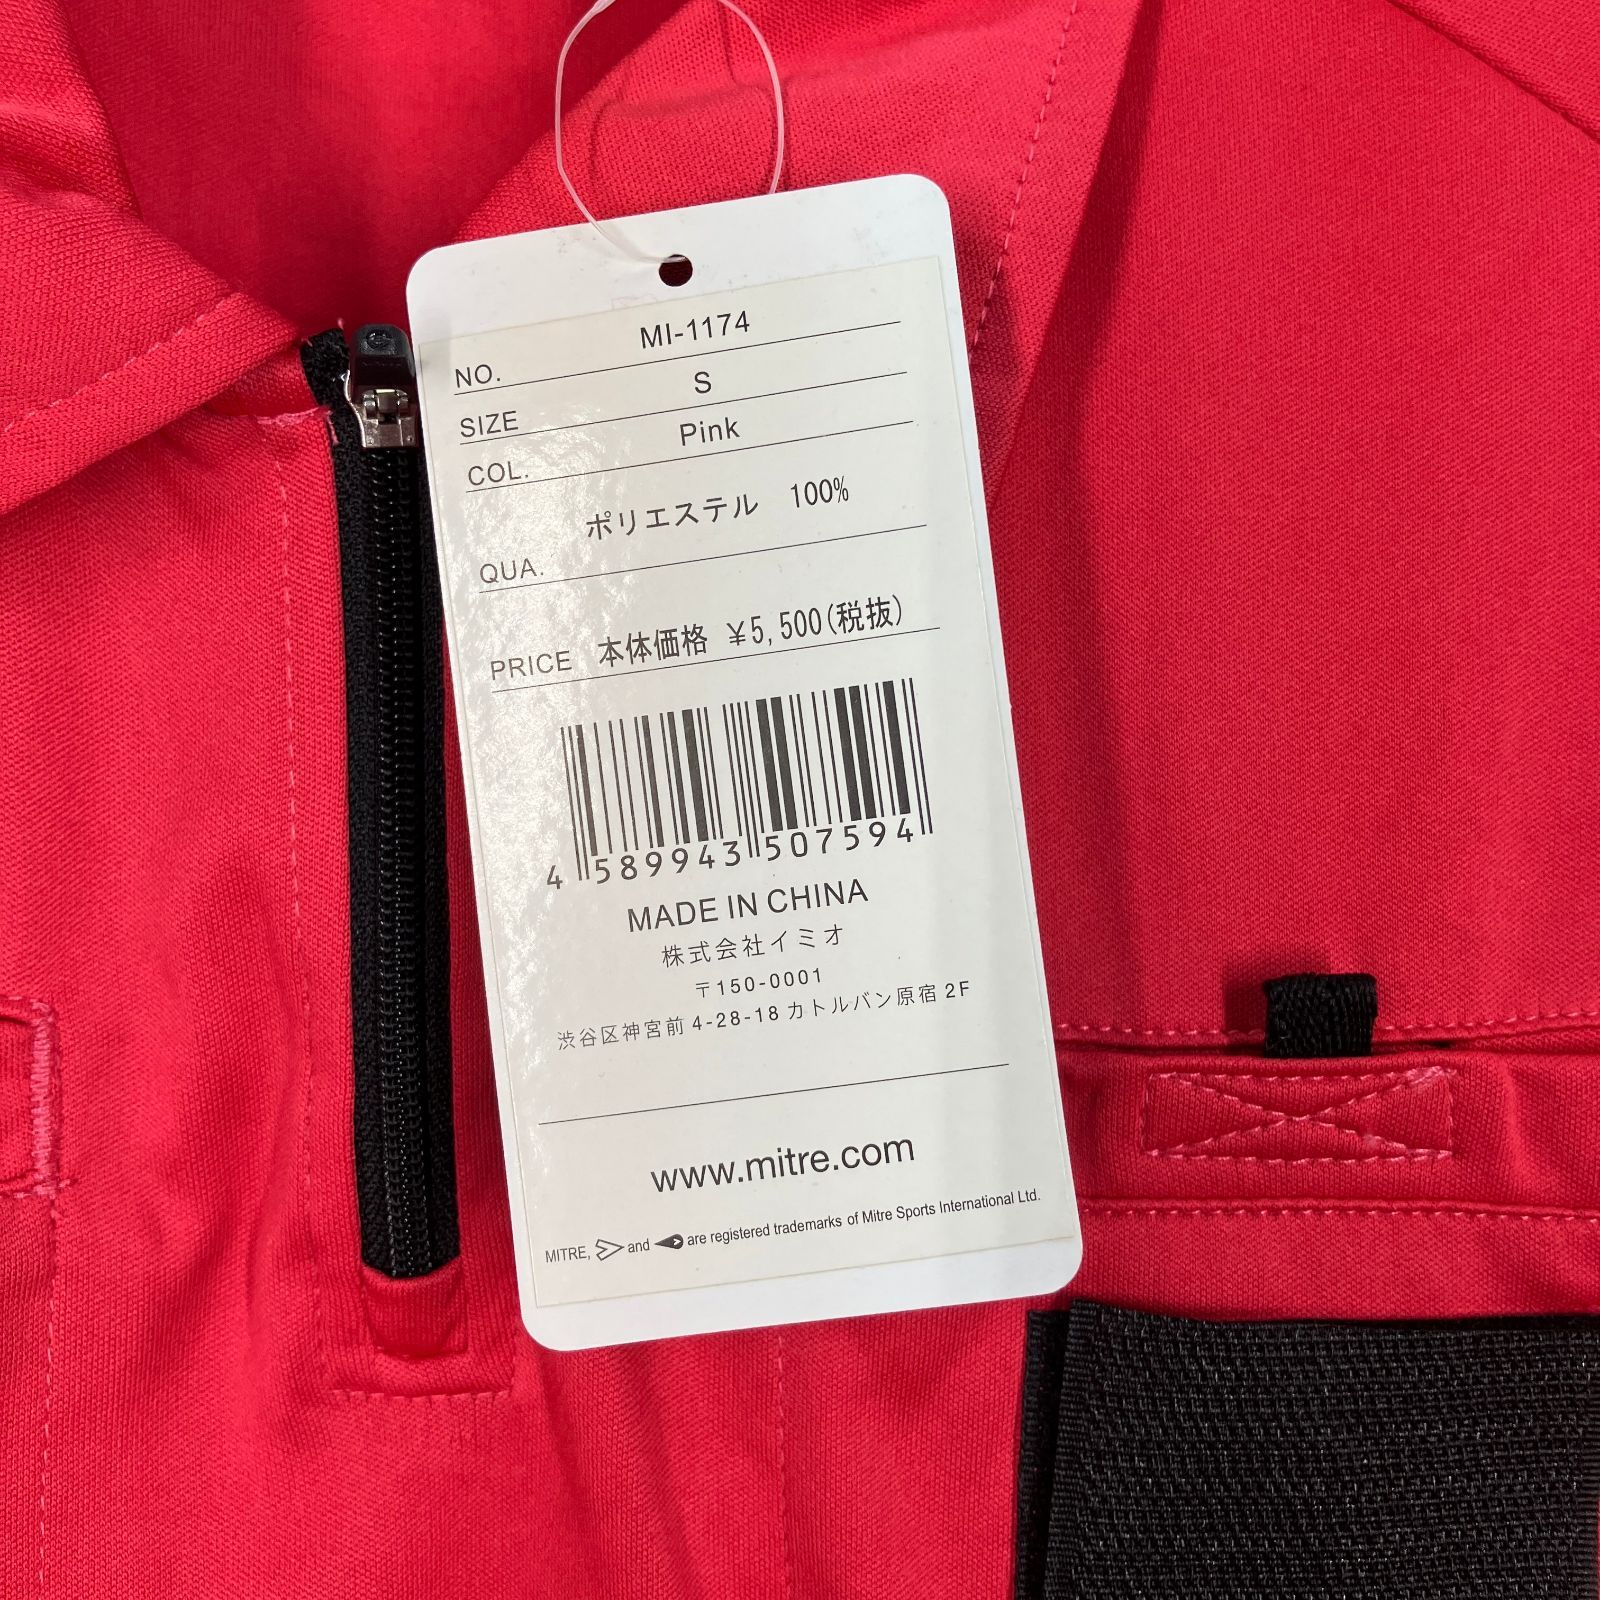 NO. MI-1174
SIZE S
COL. Pink
QUA. ポリエステル 100%
PRICE 本体価格 ¥5,500(税抜)
4 589943 507594
MADE IN CHINA
株式会社イミオ
〒150-0001
渋谷区神宮前 4-28-18 カトルバン原宿 2F
www.mitre.com
MITRE, and are registered trademarks of Mitre Sports International Ltd.